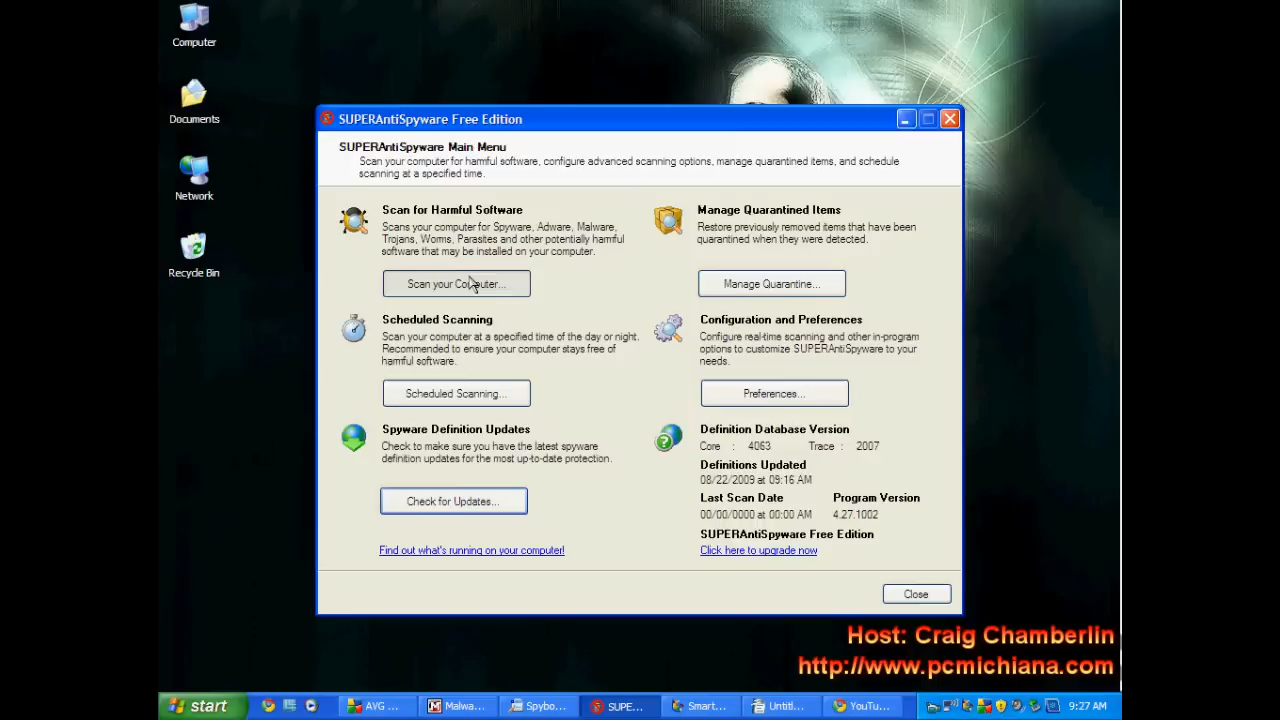 Computer
Documents
Network
Recycle Bin
SUPERAntiSpyware Free Edition
SUPERAntiSpyware Main Menu
Scan your computer for harmful software, configure advanced scanning options, manage quarantined items, and schedule
scanning at a specified time.
Scan for Harmful Software
Scans your computer for Spyware, Adware, Malware,
Trojans, Worms, Parasites and other potentially harmful
software that may be installed on your computer.
Scan your Computer...
Manage Quarantined Items
Restore previously removed items that have been
quarantined when they were detected.
Manage Quarantine...
Scheduled Scanning
Scan your computer at a specified time of the day or night.
Recommended to ensure your computer stays free of
harmful software.
Scheduled Scanning...
Configuration and Preferences
Configure real-time scanning and other in-program
options to customize SUPERAntiSpyware to your
needs.
Preferences...
Spyware Definition Updates
Check to make sure you have the latest spyware
definition updates for the most up-to-date protection.
Check for Updates...
Find out what's running on your computer!
Definition Database Version
Core : 4063 Trace : 2007
Definitions Updated
08/22/2009 at 09:16 AM
Last Scan Date Program Version
00/00/0000 at 00:00 AM 4.27.1002
SUPERAntiSpyware Free Edition
Click here to upgrade now
Close
Host: Craig Chamberlin
http://www.pcmichiana.com
start
AVG ...
Malwa...
Spybo...
SUPE...
Smart...
Untitl...
YouTu...
9:27 AM